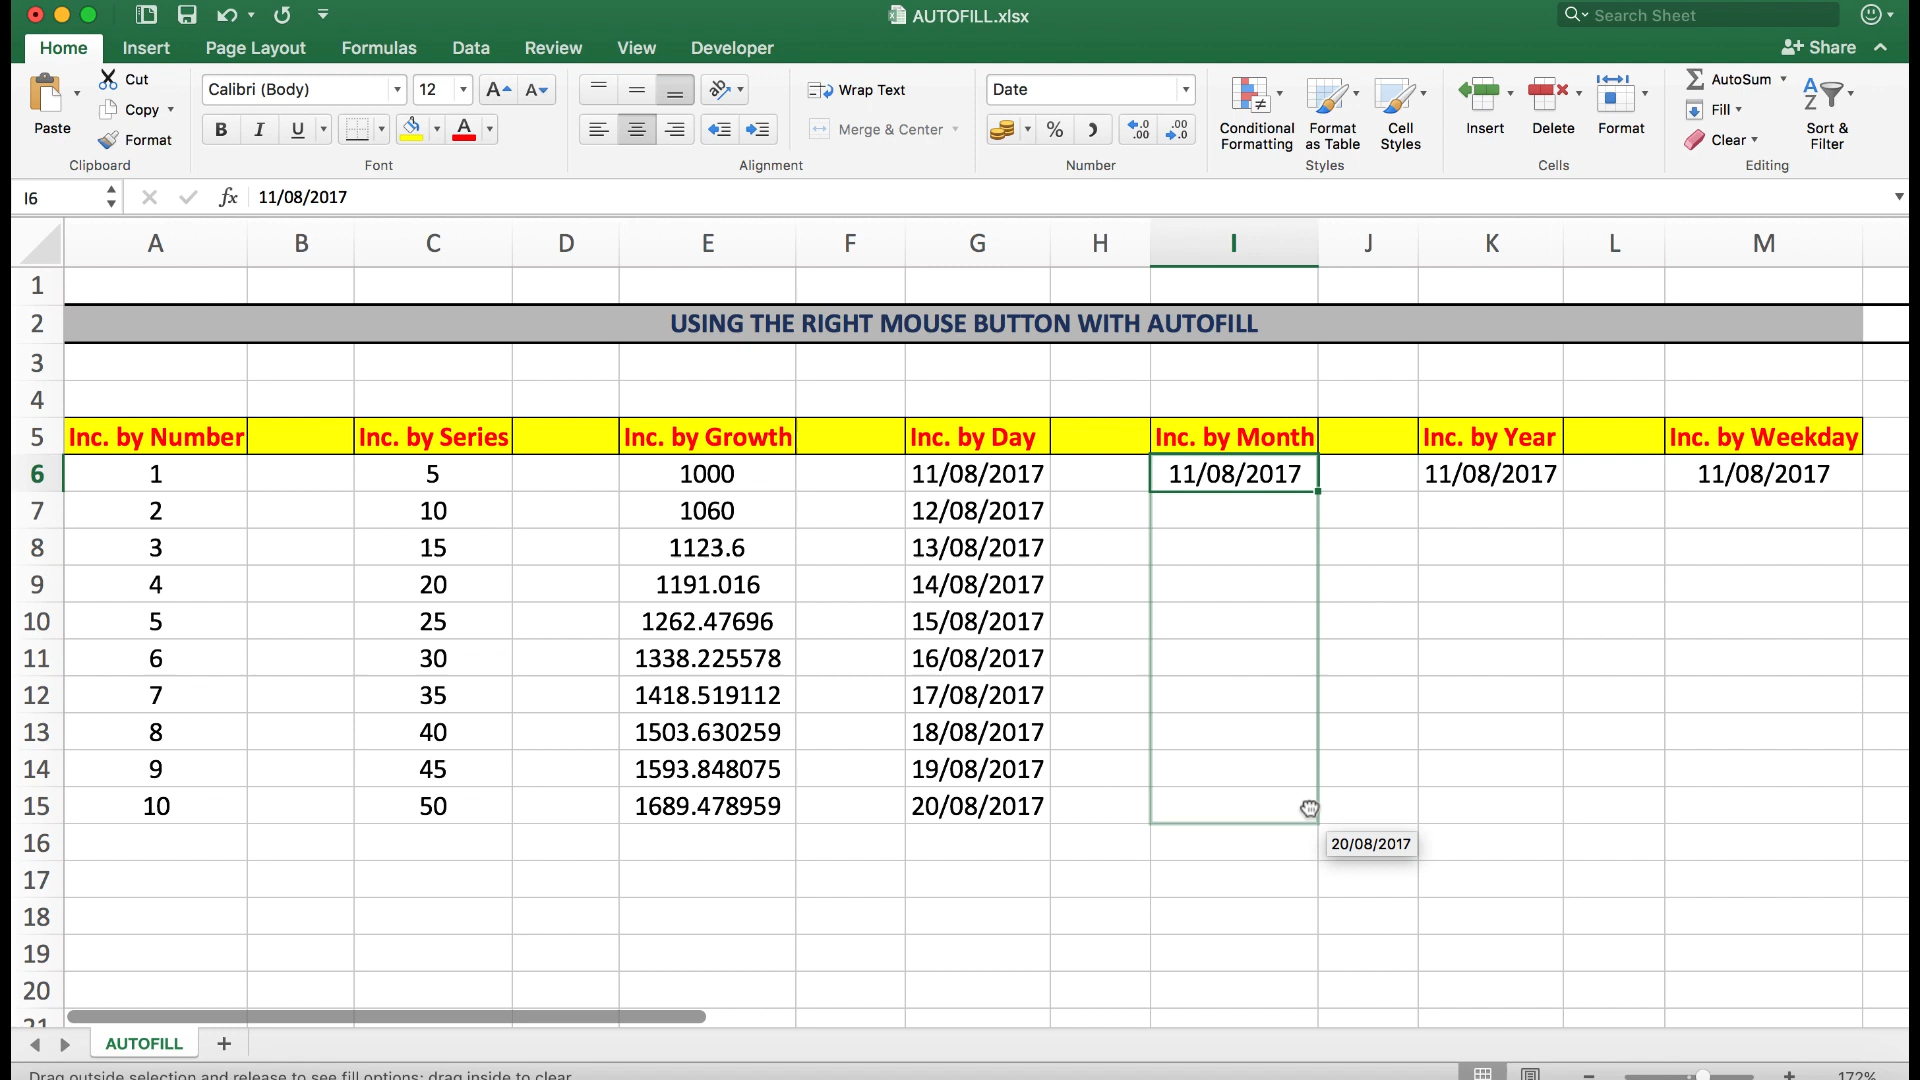 AUTOFILL.xlsx
Search Sheet
Home Insert Page Layout Formulas Data Review View Developer
Share
Paste
Cut
Copy
Format
Clipboard
Calibri (Body) 12
B I U
Font
Wrap Text
Merge & Center
Alignment
Date
Number
Conditional Formatting
Format as Table
Cell Styles
Styles
Insert Delete Format
Cells
AutoSum
Fill
Clear
Sort & Filter
Editing
I6 fx 11/08/2017
A B C D E F G H I J K L M
1
2 USING THE RIGHT MOUSE BUTTON WITH AUTOFILL
3
4
5 Inc. by Number Inc. by Series Inc. by Growth Inc. by Day Inc. by Month Inc. by Year Inc. by Weekday
6 1 5 1000 11/08/2017 11/08/2017 11/08/2017 11/08/2017
7 2 10 1060 12/08/2017
8 3 15 1123.6 13/08/2017
9 4 20 1191.016 14/08/2017
10 5 25 1262.47696 15/08/2017
11 6 30 1338.225578 16/08/2017
12 7 35 1418.519112 17/08/2017
13 8 40 1503.630259 18/08/2017
14 9 45 1593.848075 19/08/2017
15 10 50 1689.478959 20/08/2017
20/08/2017
16
17
18
19
20
21
AUTOFILL
Drag outside selection and release to see fill options; drag inside to clear
172%